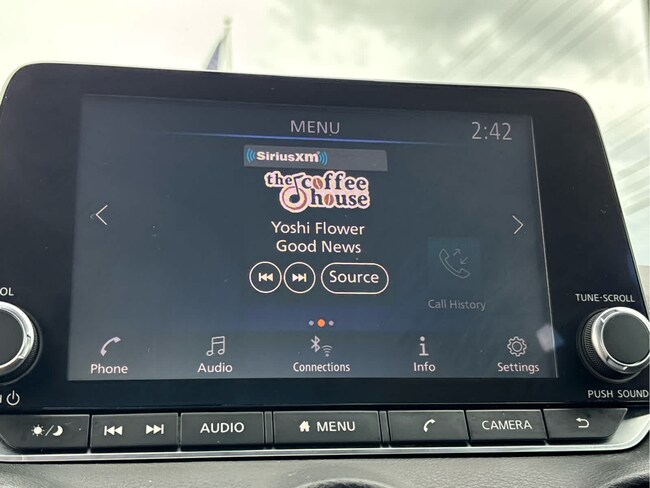 MENU
2:42
SiriusXM
the coffee
house
Yoshi Flower
Good News
Source
Call History
Phone
Audio
Connections
Info
Settings
TUNE·SCROLL
PUSH SOUND
AUDIO
MENU
CAMERA